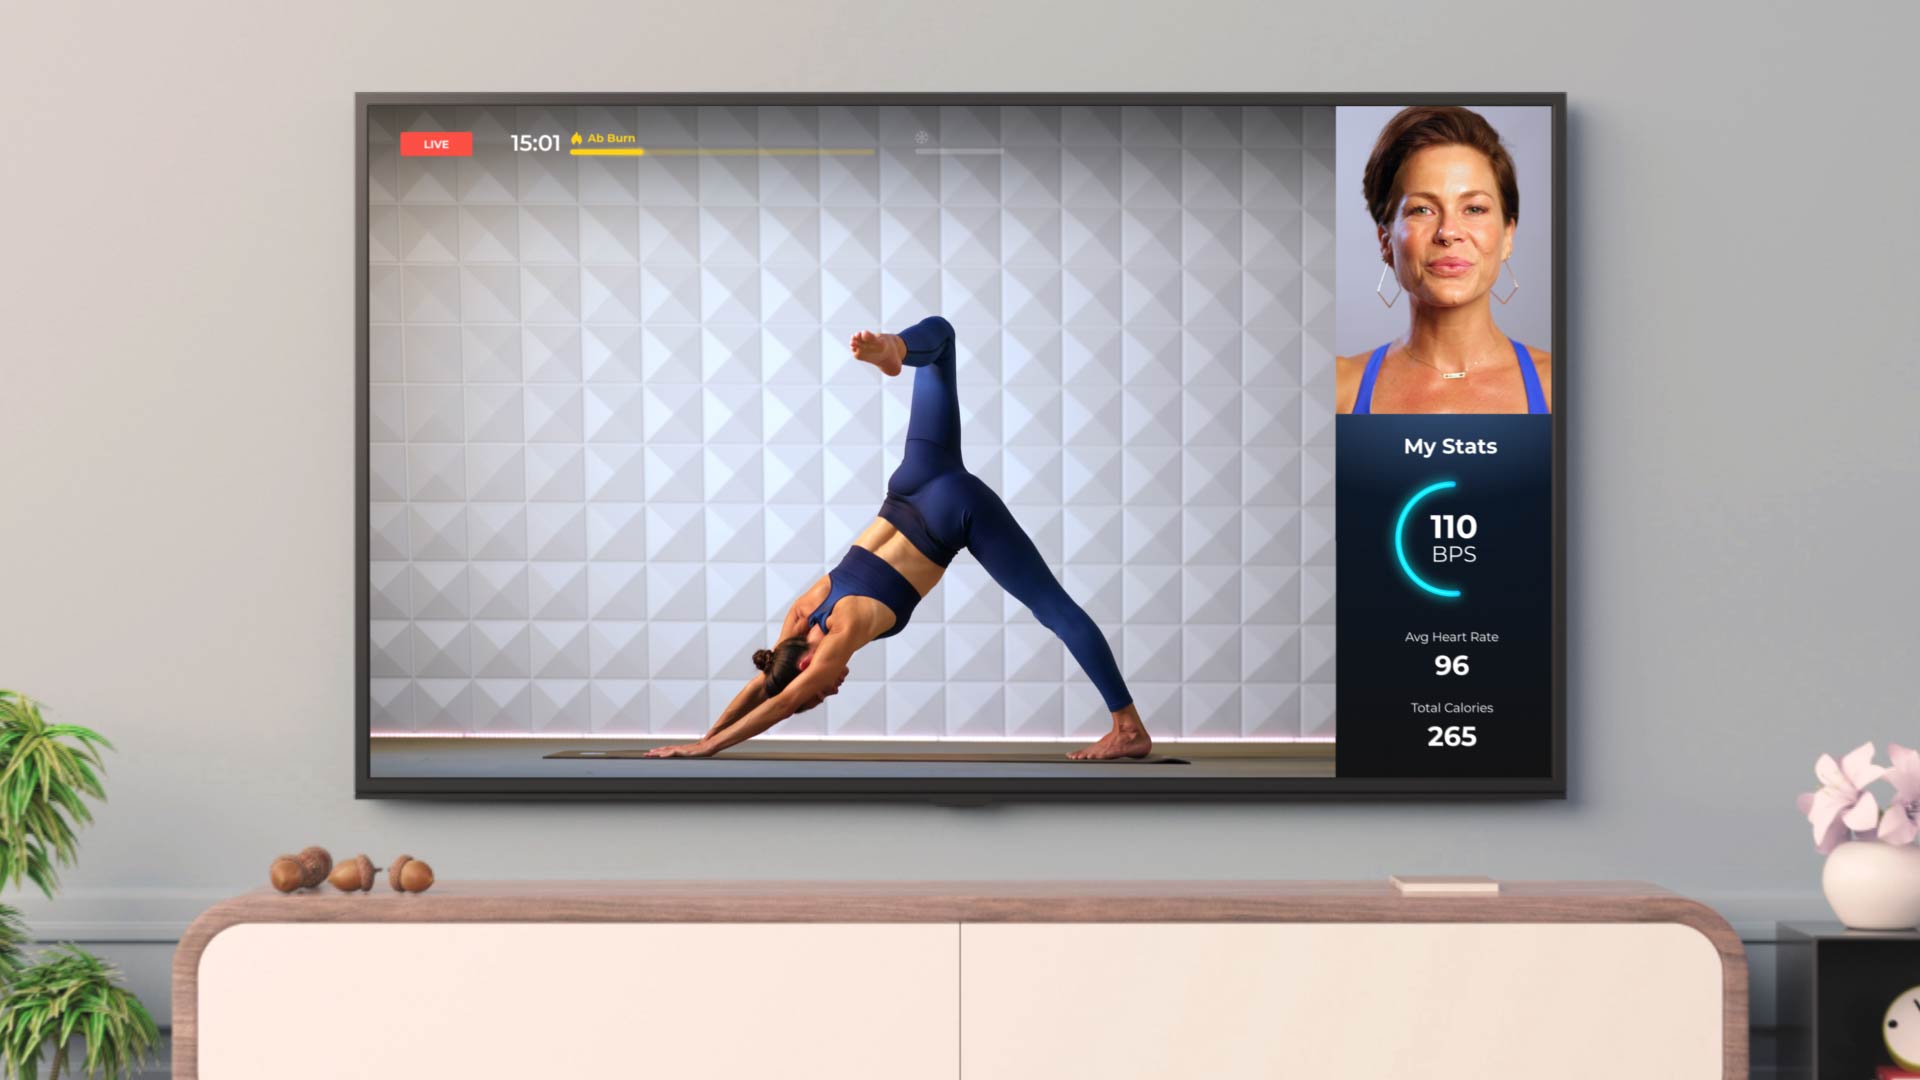 LIVE
15:01
Ab Burn
My Stats
110
BPS
Avg Heart Rate
96
Total Calories
265